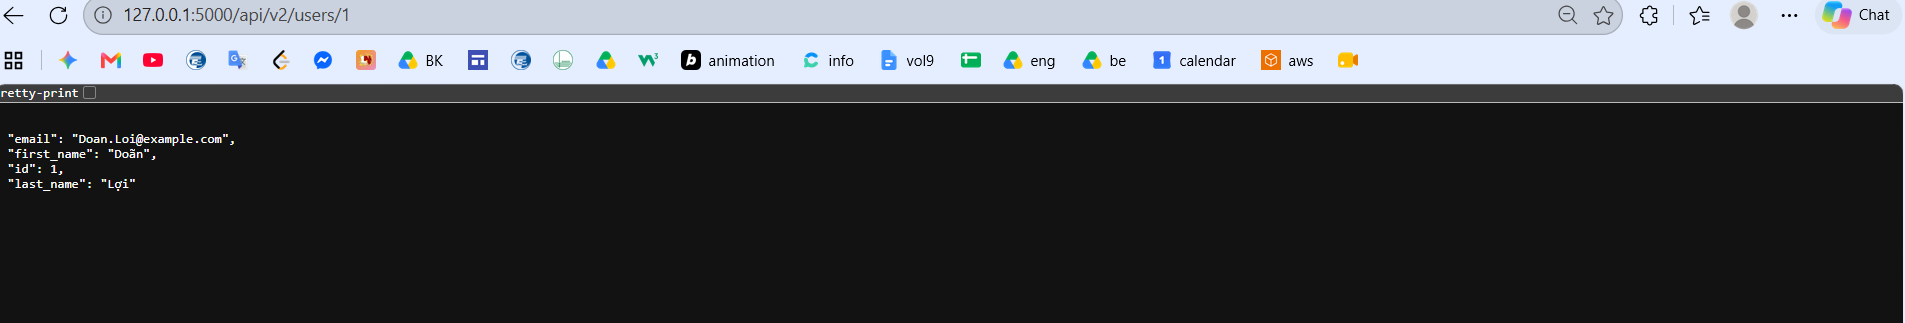 127.0.0.1:5000/api/v2/users/1
Chat
BK
animation
info
vol9
eng
be
1
calendar
aws
retty-print
"email": "Doan.Loi@example.com",
"first_name": "Doãn",
"id": 1,
"last_name": "Lợi"